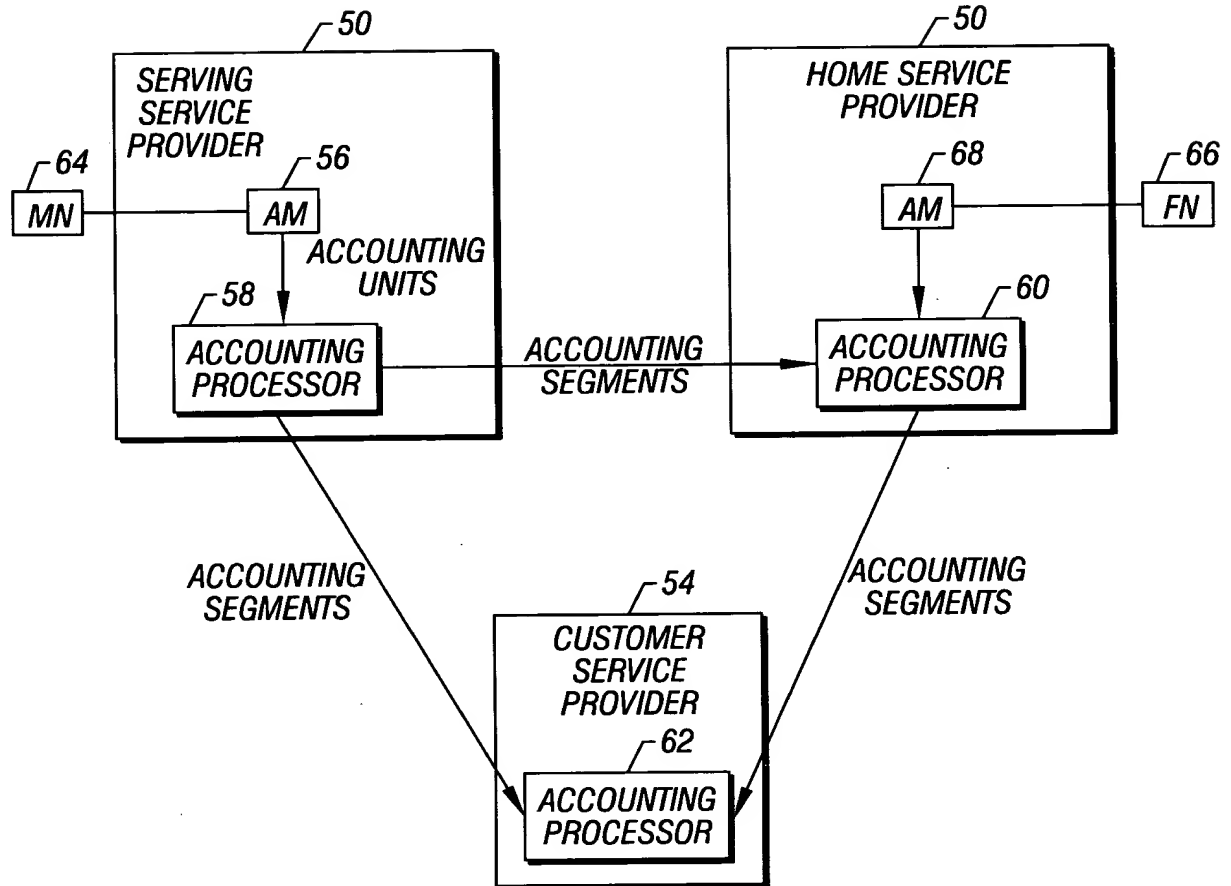 50
50
SERVING
SERVICE
PROVIDER
HOME SERVICE
PROVIDER
64
56
68
66
MN
AM
AM
FN
ACCOUNTING
UNITS
58
60
ACCOUNTING
PROCESSOR
ACCOUNTING
SEGMENTS
ACCOUNTING
PROCESSOR
ACCOUNTING
SEGMENTS
ACCOUNTING
SEGMENTS
54
CUSTOMER
SERVICE
PROVIDER
62
ACCOUNTING
PROCESSOR